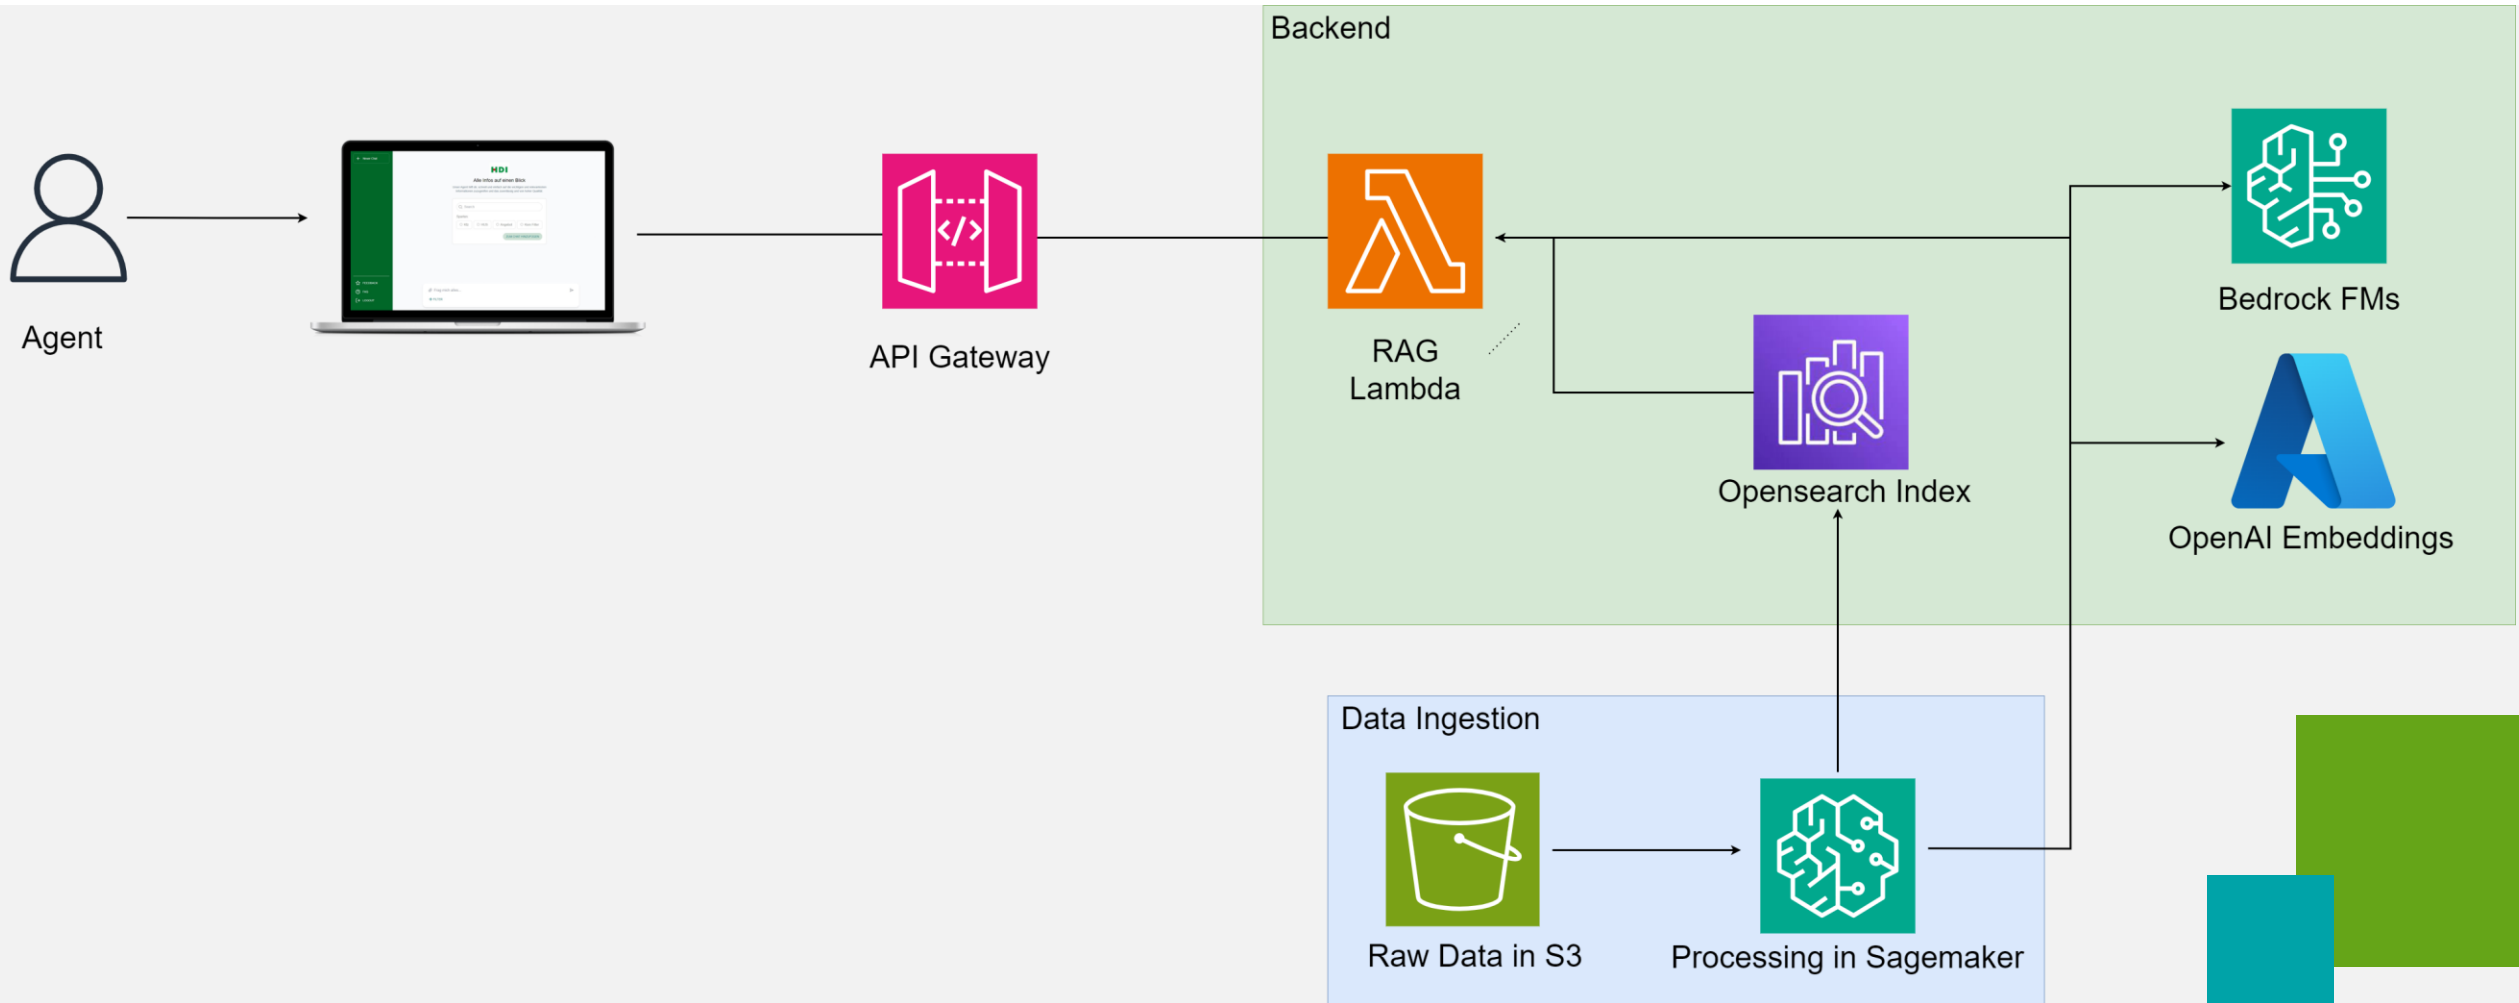 Backend
HDI
Alle Infos auf einen Blick
Search
Agent
API Gateway
RAG
Lambda
Opensearch Index
Bedrock FMs
OpenAI Embeddings
Data Ingestion
Raw Data in S3
Processing in Sagemaker